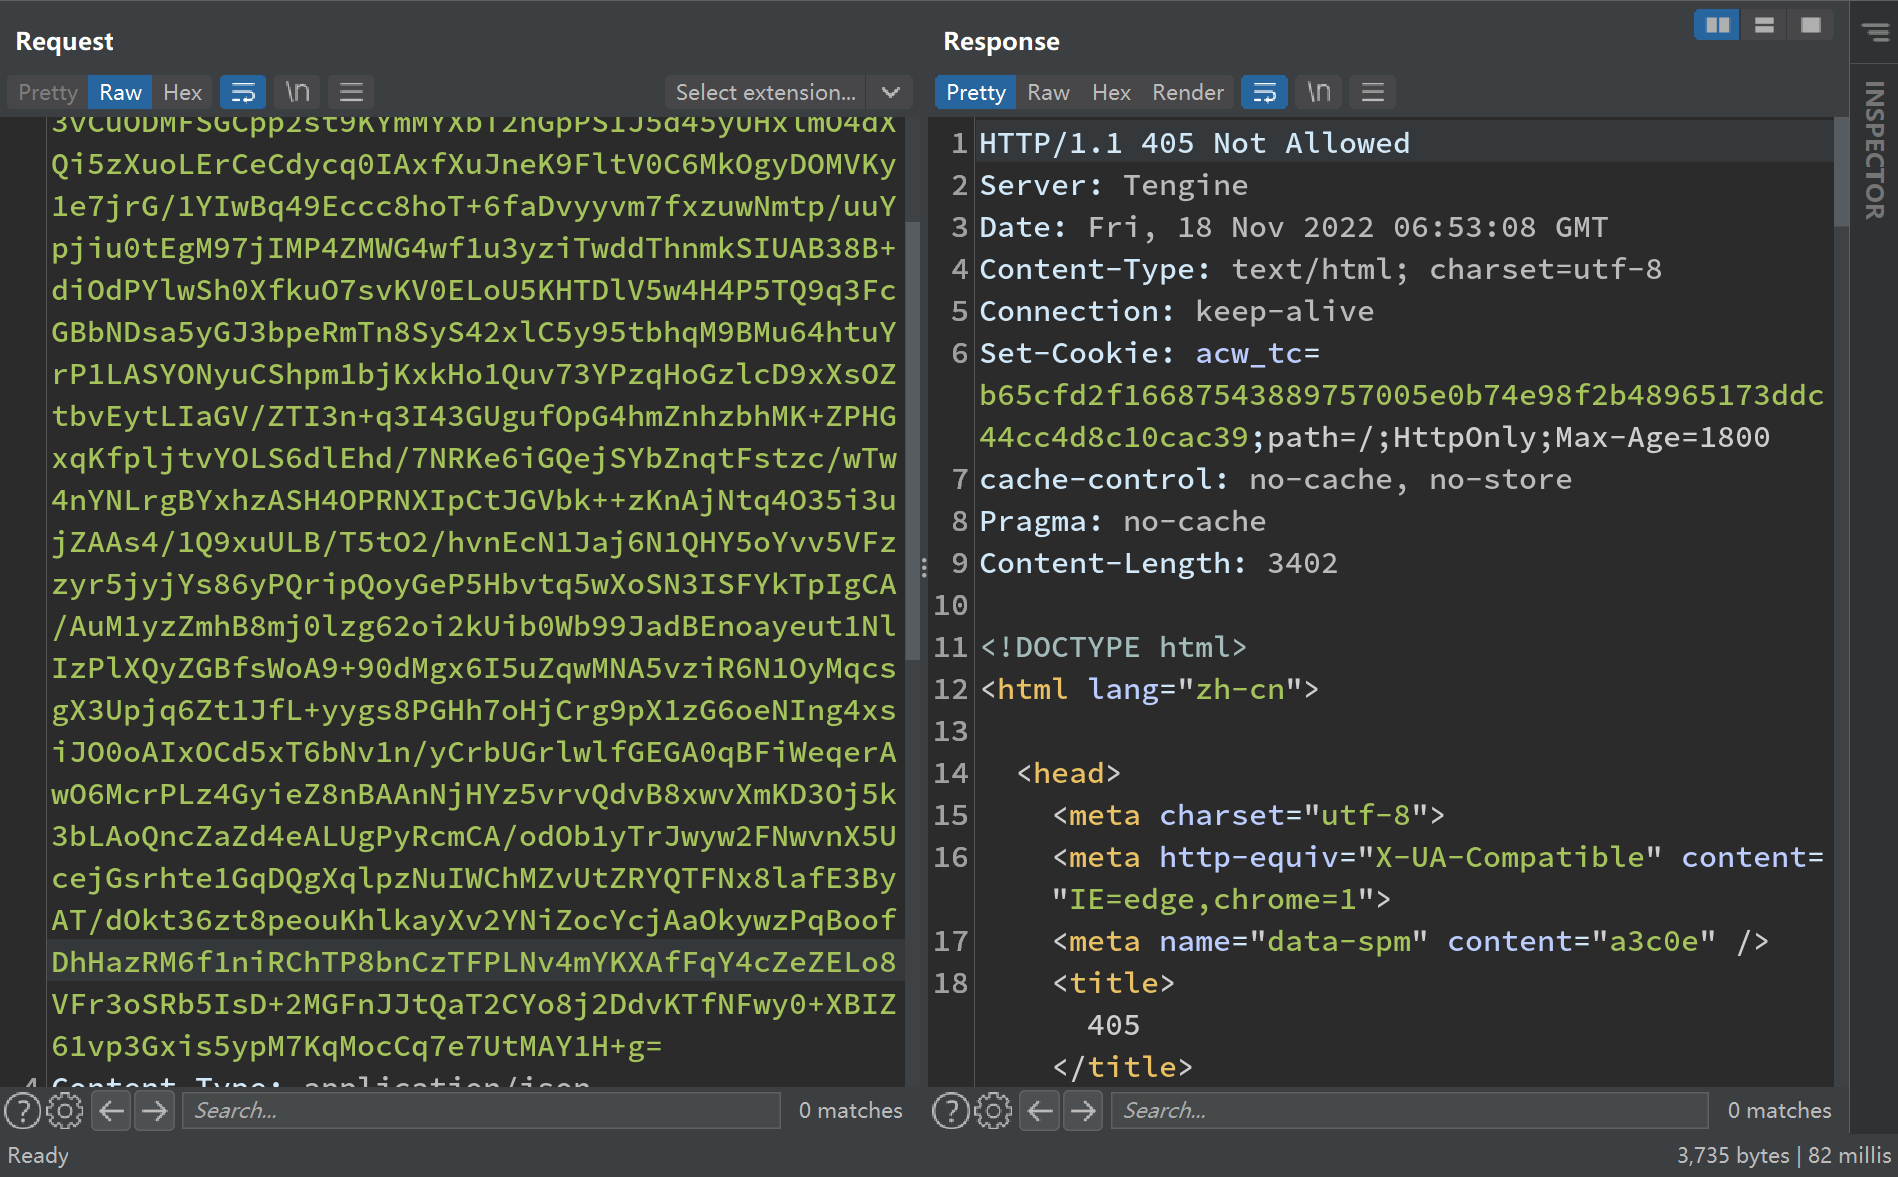 Request
Pretty Raw Hex \n Select extension...
3vCuODMFSGCpp2st9KYmMYXbT2hGpPSIJ5d45yUHxlmO4dX
Qi5zXuoLErCeCdycq0IAxfXuJneK9FltV0C6MkOgyDOMVKy
1e7jrG/1YIwBq49Eccc8hoT+6faDvyyvm7fxzuwNmtp/uuY
pjiu0tEgM97jIMP4ZMWG4wf1u3yziTwddThnmkSIUAB38B+
diOdPYlwSh0XfkuO7svKV0ELoU5KHTDlV5w4H4P5TQ9q3Fc
GBbNDsa5yGJ3bpeRmTn8SyS42xlC5y95tbhqM9BMu64htuY
rP1LASYONyuCShpm1bjKxkHo1Quv73YPzqHoGzlcD9xXsOZ
tbvEytLIaGV/ZTI3n+q3I43GUgufOpG4hmZnhzbhMK+ZPHG
xqKfpljtvYOLS6dlEhd/7NRKe6iGQejSYbZnqtFstzc/wTw
4nYNLrgBYxhzASH4OPRNXIpCtJGVbk++zKnAjNtq4O35i3u
jZAAs4/1Q9xuULB/T5tO2/hvnEcN1Jaj6N1QHY5oYvv5VFz
zyr5jyjYs86yPQripQoyGeP5Hbvtq5wXoSN3ISFYkTpIgCA
/AuM1yzZmhB8mj0lzg62oi2kUib0Wb99JadBEnoayeut1Nl
IzPlXQyZGBfsWoA9+90dMgx6I5uZqwMNA5vziR6N1OyMqcs
gX3Upjq6Zt1JfL+yygs8PGHh7oHjCrg9pX1zG6oeNIng4xs
iJO0oAIxOCd5xT6bNv1n/yCrbUGrlwlfGEGA0qBFiWeqerA
wO6McrPLz4GyieZ8nBAAnNjHYz5vrvQdvB8xwvXmKD3Oj5k
3bLAoQncZaZd4eALUgPyRcmCA/odOb1yTrJwyw2FNwvnX5U
cejGsrhte1GqDQgXqlpzNuIWChMZvUtZRYQTFNx8lafE3By
AT/dOkt36zt8peouKhlkayXv2YNiZocYcjAaOkywzPqBoof
DhHazRM6f1niRChTP8bnCzTFPLNv4mYKXAfFqY4cZeZELo8
VFr3oSRb5IsD+2MGFnJJtQaT2CYo8j2DdvKTfNFwy0+XBIZ
61vp3Gxis5ypM7KqMocCq7e7UtMAY1H+g=
4 Content-Type: application/json
Search... 0 matches
Response
Pretty Raw Hex Render \n
1 HTTP/1.1 405 Not Allowed
2 Server: Tengine
3 Date: Fri, 18 Nov 2022 06:53:08 GMT
4 Content-Type: text/html; charset=utf-8
5 Connection: keep-alive
6 Set-Cookie: acw_tc=
b65cfd2f16687543889757005e0b74e98f2b48965173ddc
44cc4d8c10cac39;path=/;HttpOnly;Max-Age=1800
7 cache-control: no-cache, no-store
8 Pragma: no-cache
9 Content-Length: 3402
10
11 <!DOCTYPE html>
12 <html lang="zh-cn">
13
14 <head>
15 <meta charset="utf-8">
16 <meta http-equiv="X-UA-Compatible" content=
"IE=edge,chrome=1">
17 <meta name="data-spm" content="a3c0e" />
18 <title>
405
</title>
Search... 0 matches
INSPECTOR
Ready
3,735 bytes | 82 millis